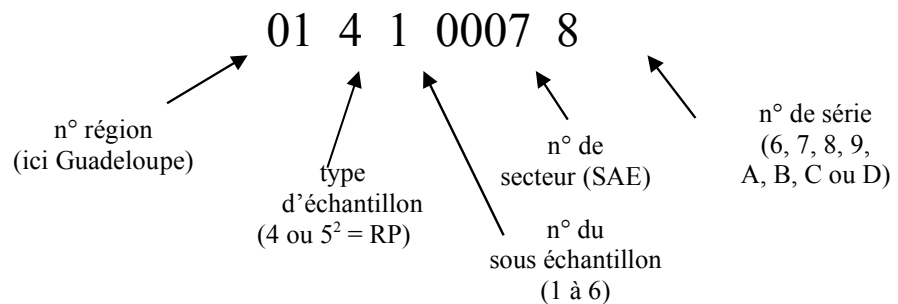 01 4 1 0007 8
n° région
(ici Guadeloupe)
type
d’échantillon
(4 ou 5² = RP)
n° du
sous échantillon
(1 à 6)
n° de
secteur (SAE)
n° de série
(6, 7, 8, 9,
A, B, C ou D)